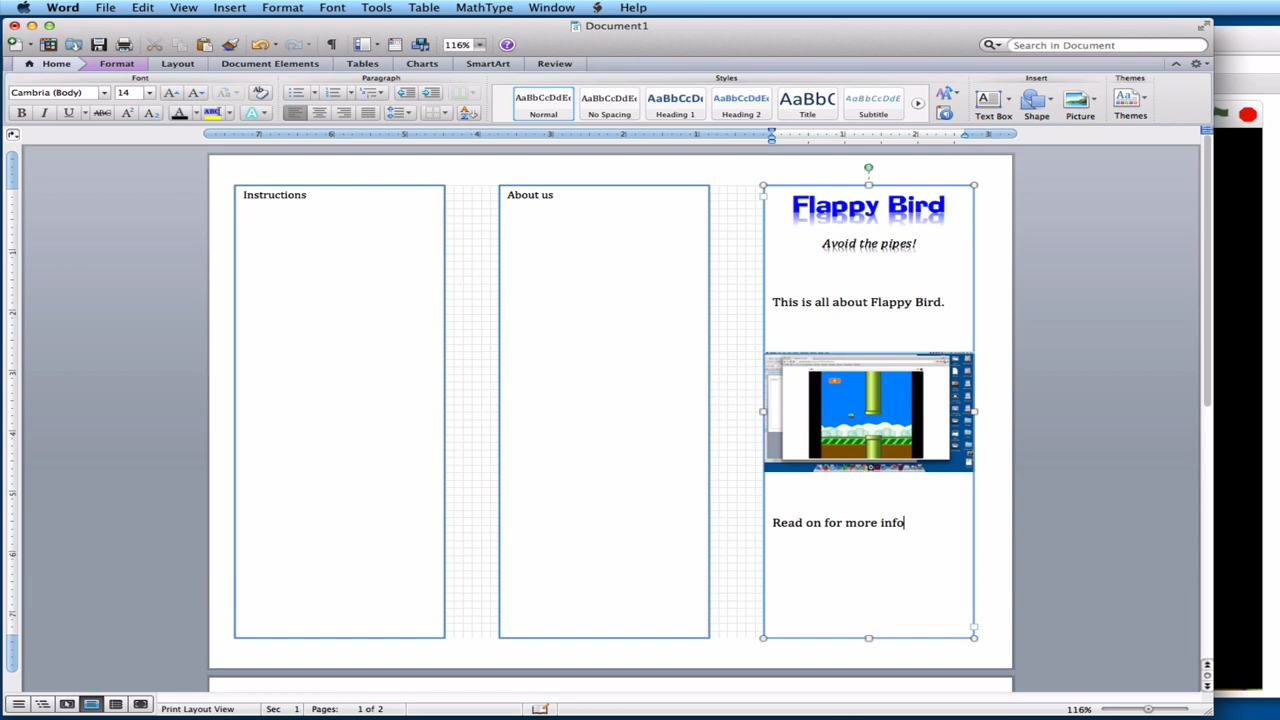 Word File Edit View Insert Format Font Tools Table MathType Window Help
Document1
116% Search in Document
Home Format Layout Document Elements Tables Charts SmartArt Review
Font Paragraph Styles Insert Themes
Cambria (Body) 14
AaBbCcDdEe AaBbCcDdEe AaBbCcDd AaBbCcDdEe AaBbC AaBbCcDdEe
Normal No Spacing Heading 1 Heading 2 Title Subtitle
Text Box Shape Picture Themes
Instructions
About us
Flappy Bird
Avoid the pipes!
This is all about Flappy Bird.
Read on for more info
Print Layout View Sec 1 Pages: 1 of 2 116%